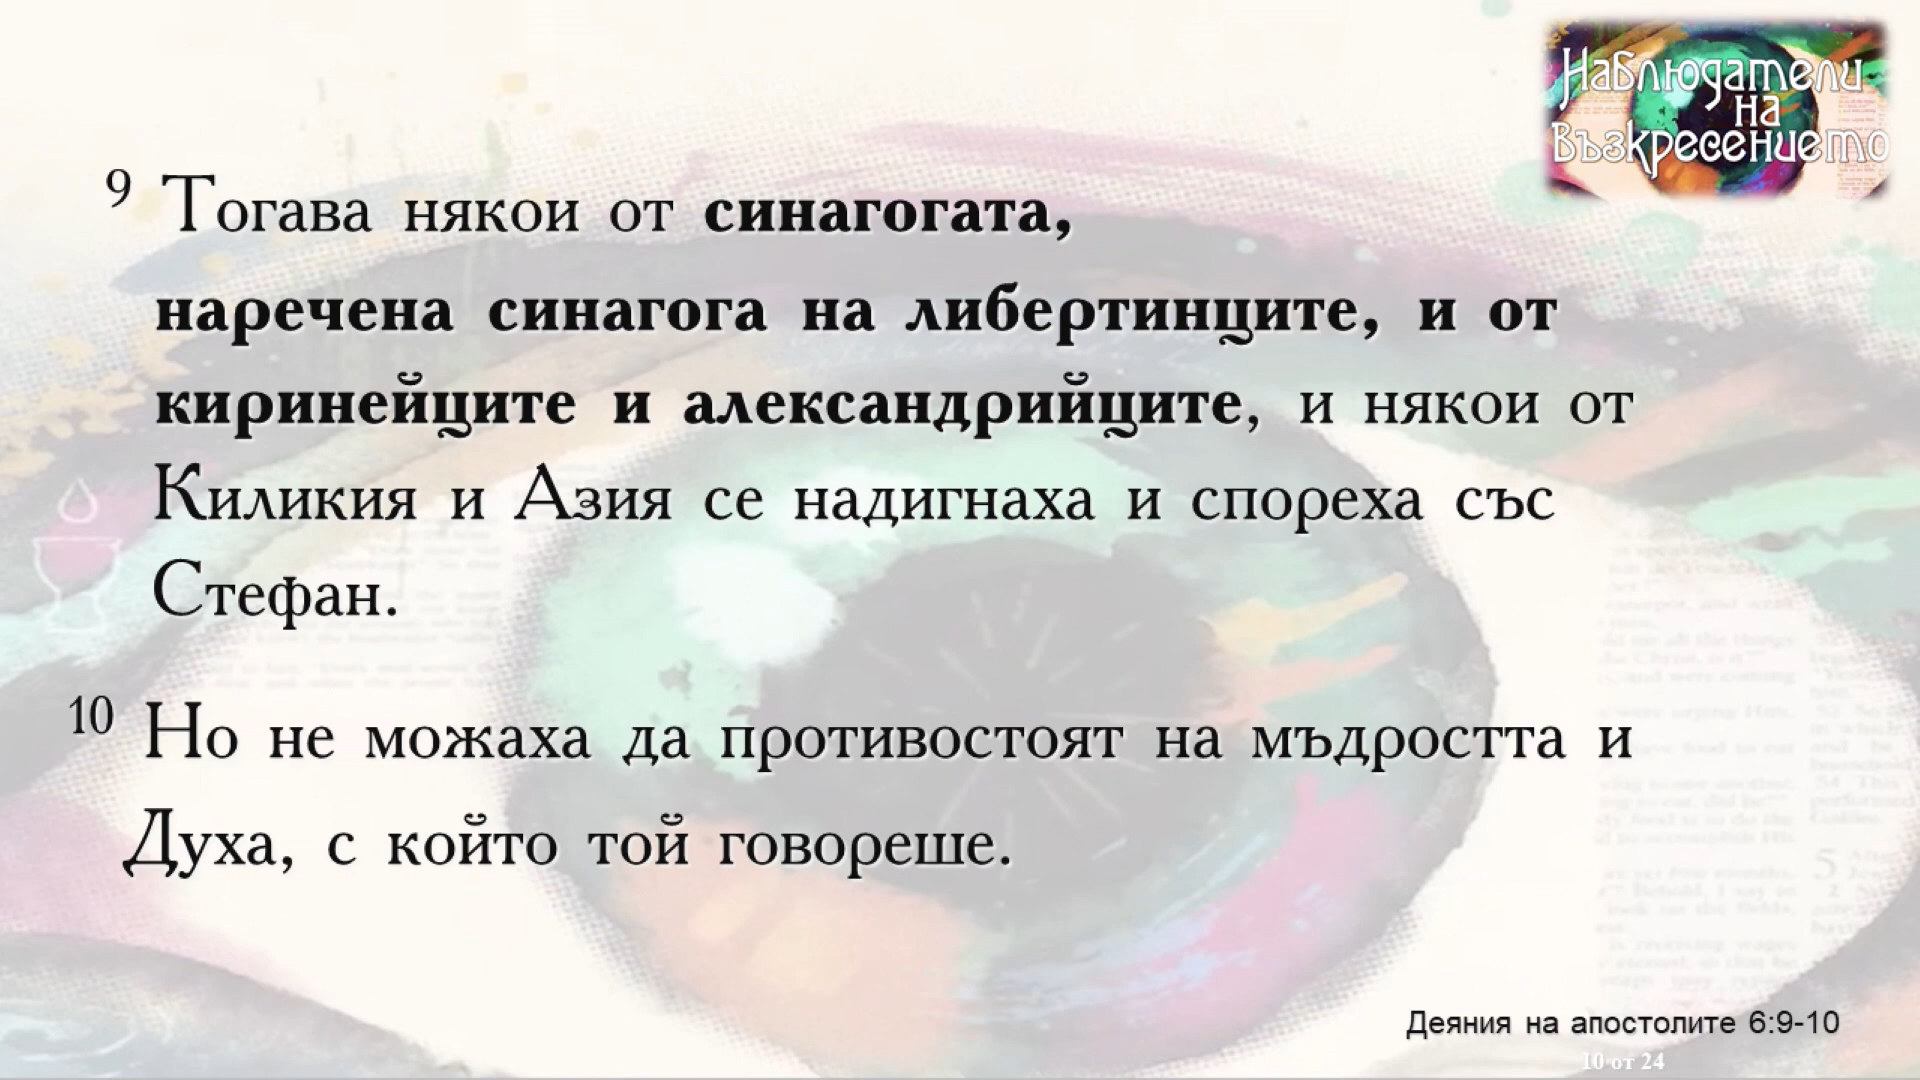 Наблюдатели
на
Възкресението
9 Тогава някои от синагогата,
наречена синагога на либертинците, и от
киринейците и александрийците, и някои от
Киликия и Азия се надигнаха и спореха със
Стефан.
10 Но не можаха да противостоят на мъдростта и
Духа, с който той говореше.
Деяния на апостолите 6:9-10
10 от 24